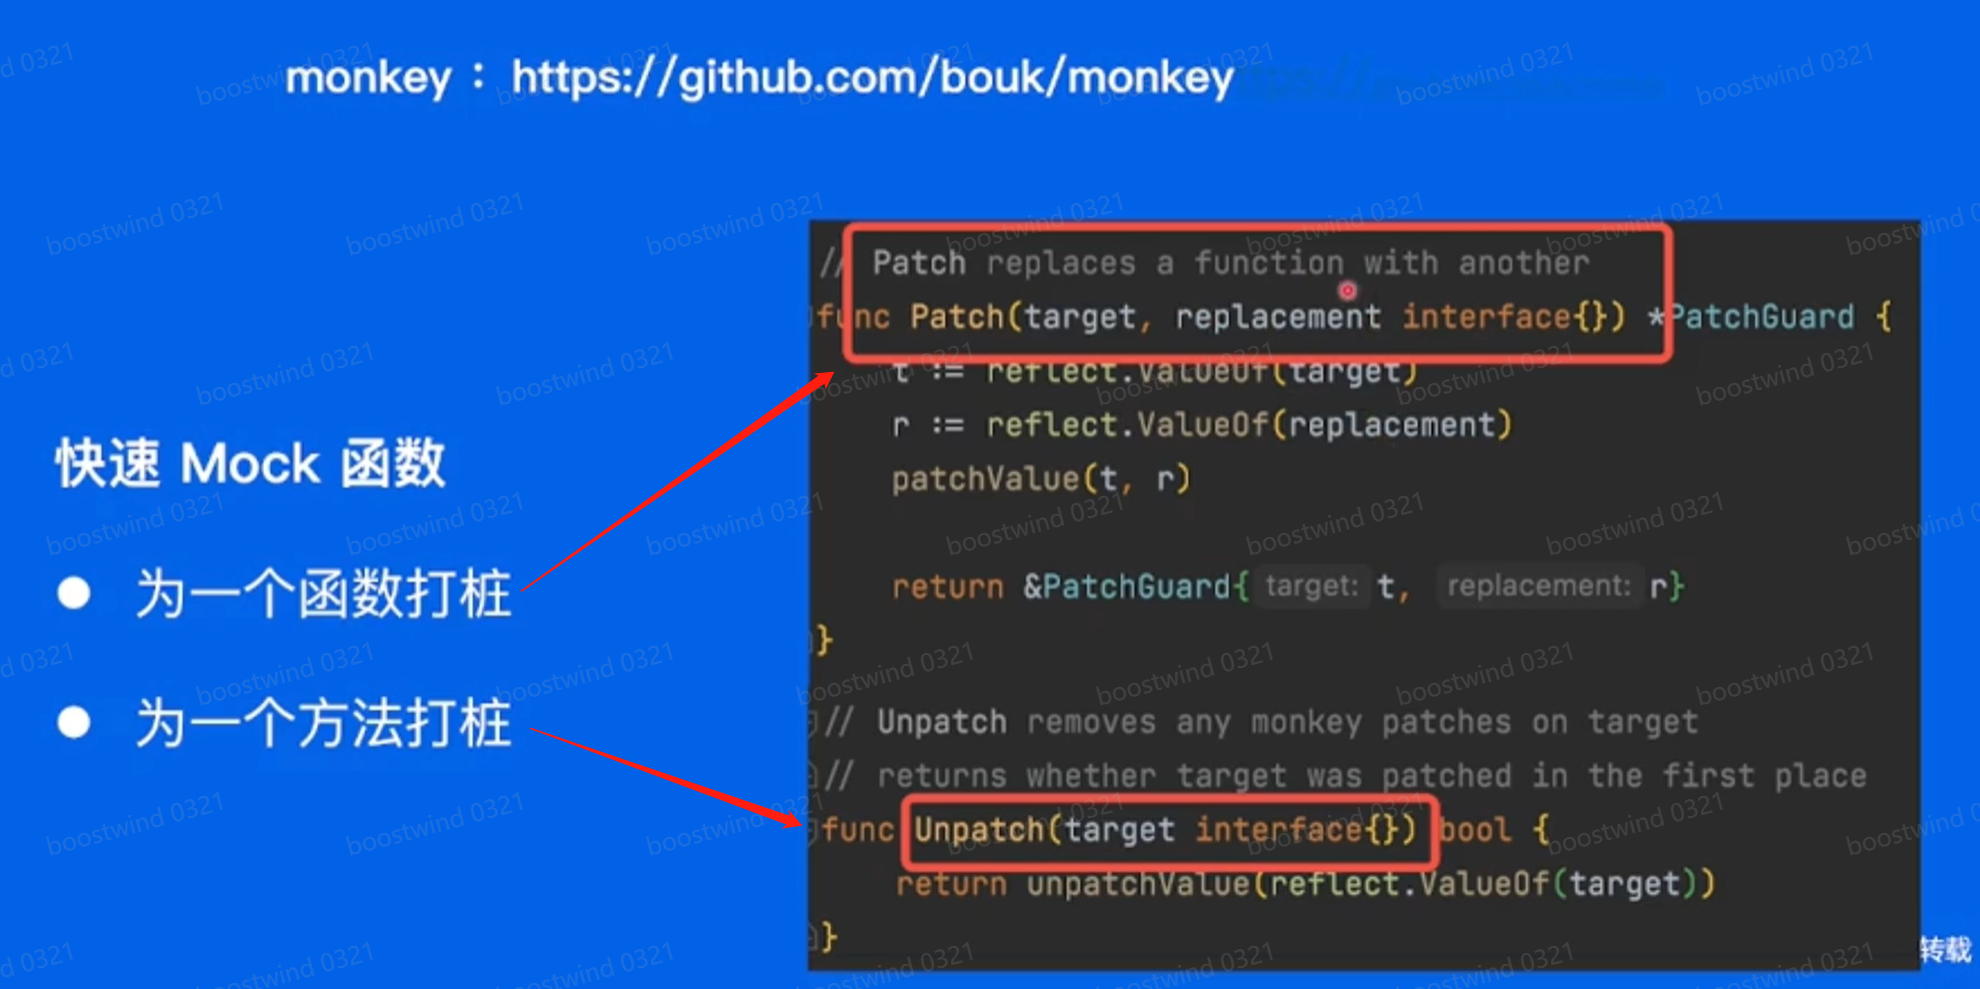 monkey：https://github.com/bouk/monkey
快速 Mock 函数
● 为一个函数打桩
● 为一个方法打桩
// Patch replaces a function with another
func Patch(target, replacement interface{}) *PatchGuard {
t := reflect.ValueOf(target)
r := reflect.ValueOf(replacement)
patchValue(t, r)
return &PatchGuard{ target: t, replacement: r}
}
// Unpatch removes any monkey patches on target
// returns whether target was patched in the first place
func Unpatch(target interface{}) bool {
return unpatchValue(reflect.ValueOf(target))
}
转载
boostwind 0321